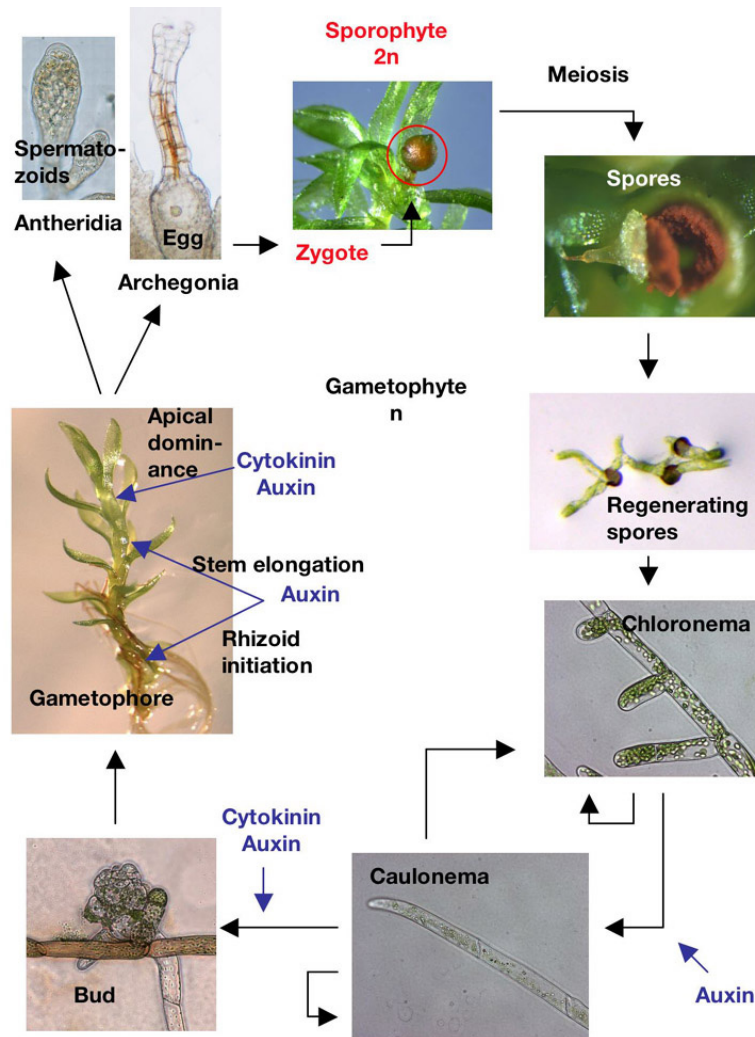 Sporophyte
2n
Meiosis
Spermato-
zoids
Antheridia
Egg
Archegonia
Zygote
Spores
Gametophyte
n
Apical
domin-
ance
Cytokinin
Auxin
Stem elongation
Auxin
Rhizoid
initiation
Gametophore
Regenerating
spores
Chloronema
Cytokinin
Auxin
Caulonema
Bud
Auxin